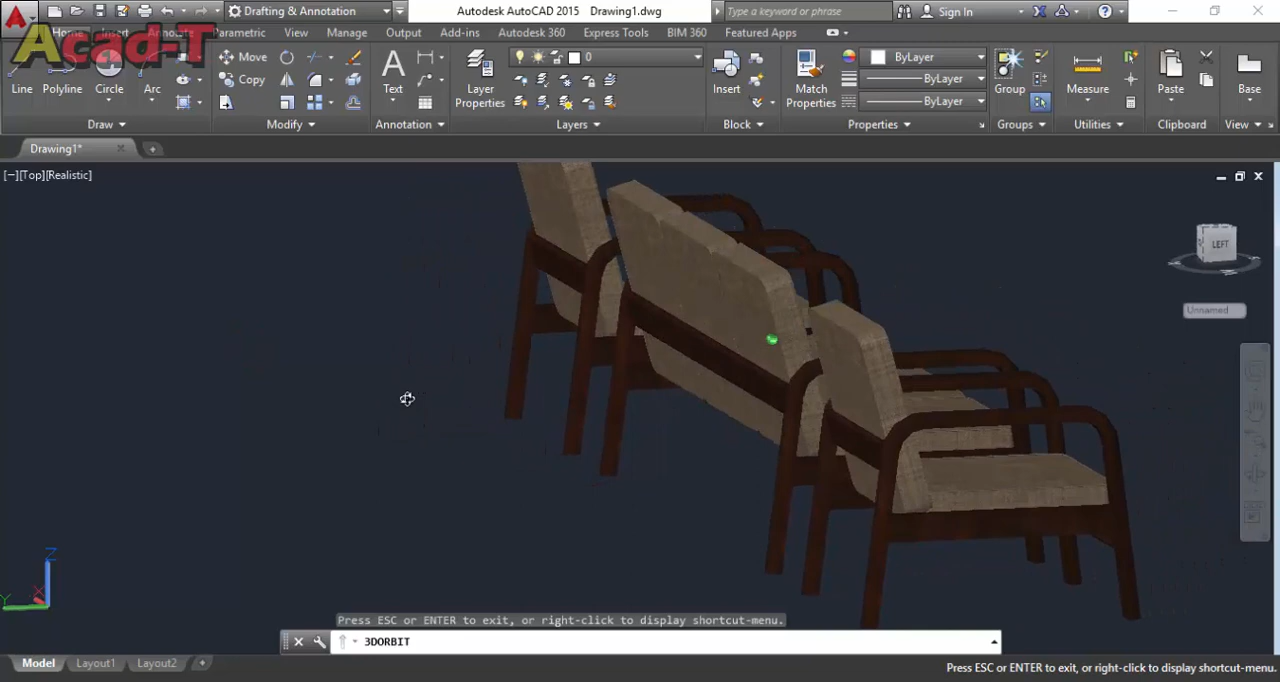 Autodesk AutoCAD 2015 Drawing1.dwg
Drafting & Annotation
Type a keyword or phrase
Sign In
Acad-T
Home Insert Annotate Parametric View Manage Output Add-ins Autodesk 360 Express Tools BIM 360 Featured Apps
Line Polyline Circle Arc
Move
Copy
Text
Layer Properties
0
Insert
Match Properties
ByLayer
ByLayer
ByLayer
Group
Measure
Paste
Base
Draw Modify Annotation Layers Block Properties Groups Utilities Clipboard View
Drawing1*
[−][Top][Realistic]
LEFT
Unnamed
Z
Y
X
Press ESC or ENTER to exit, or right-click to display shortcut-menu.
3DORBIT
Model Layout1 Layout2
Press ESC or ENTER to exit, or right-click to display shortcut-menu.